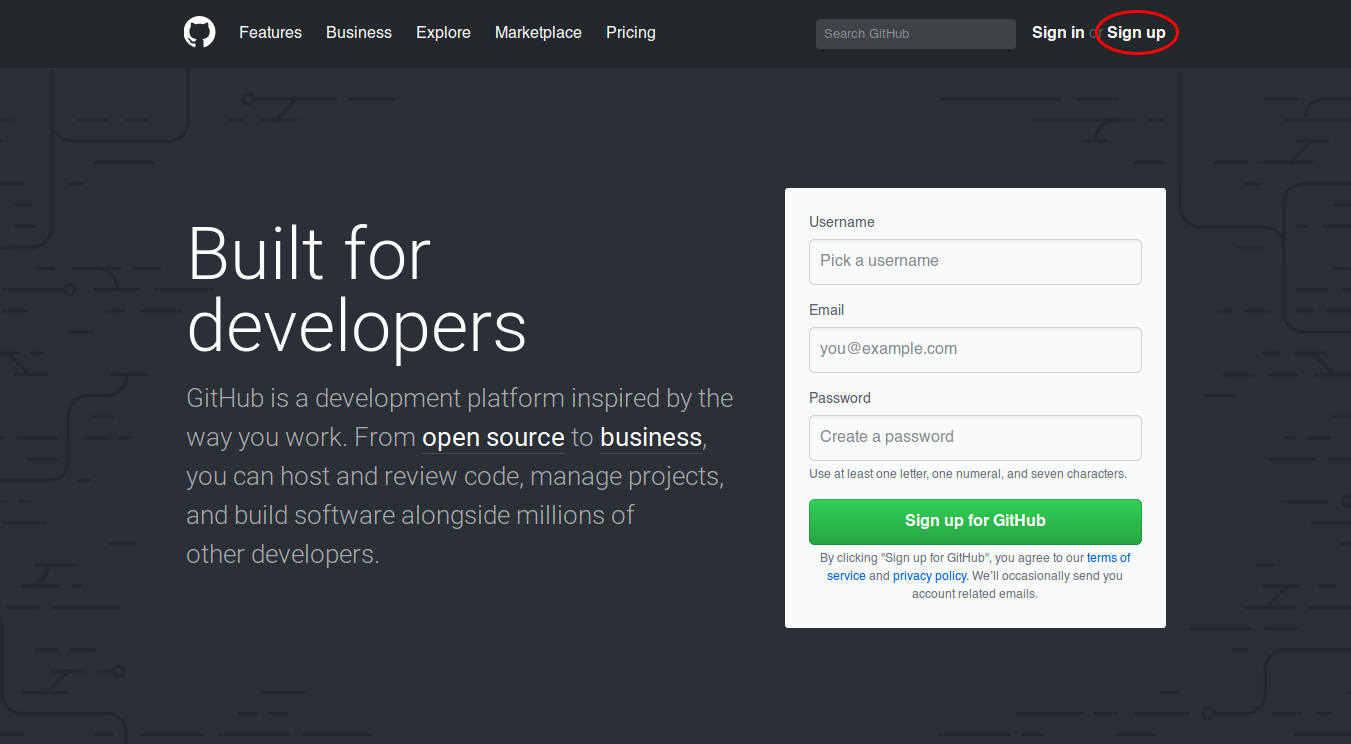 Features Business Explore Marketplace Pricing Search GitHub Sign in or Sign up
Built for
developers
GitHub is a development platform inspired by the
way you work. From open source to business,
you can host and review code, manage projects,
and build software alongside millions of
other developers.
Username
Pick a username
Email
you@example.com
Password
Create a password
Use at least one letter, one numeral, and seven characters.
Sign up for GitHub
By clicking "Sign up for GitHub", you agree to our terms of
service and privacy policy. We’ll occasionally send you
account related emails.